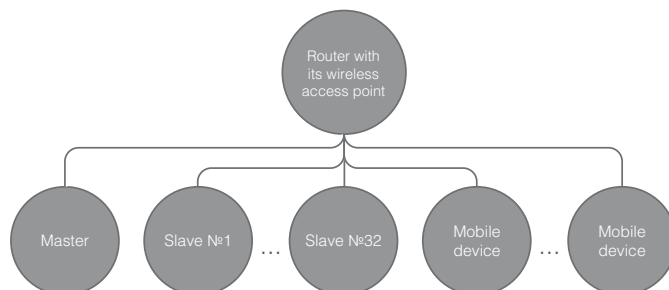 Router with
its wireless
access point
Master
Slave №1
...
Slave №32
Mobile
device
...
Mobile
device